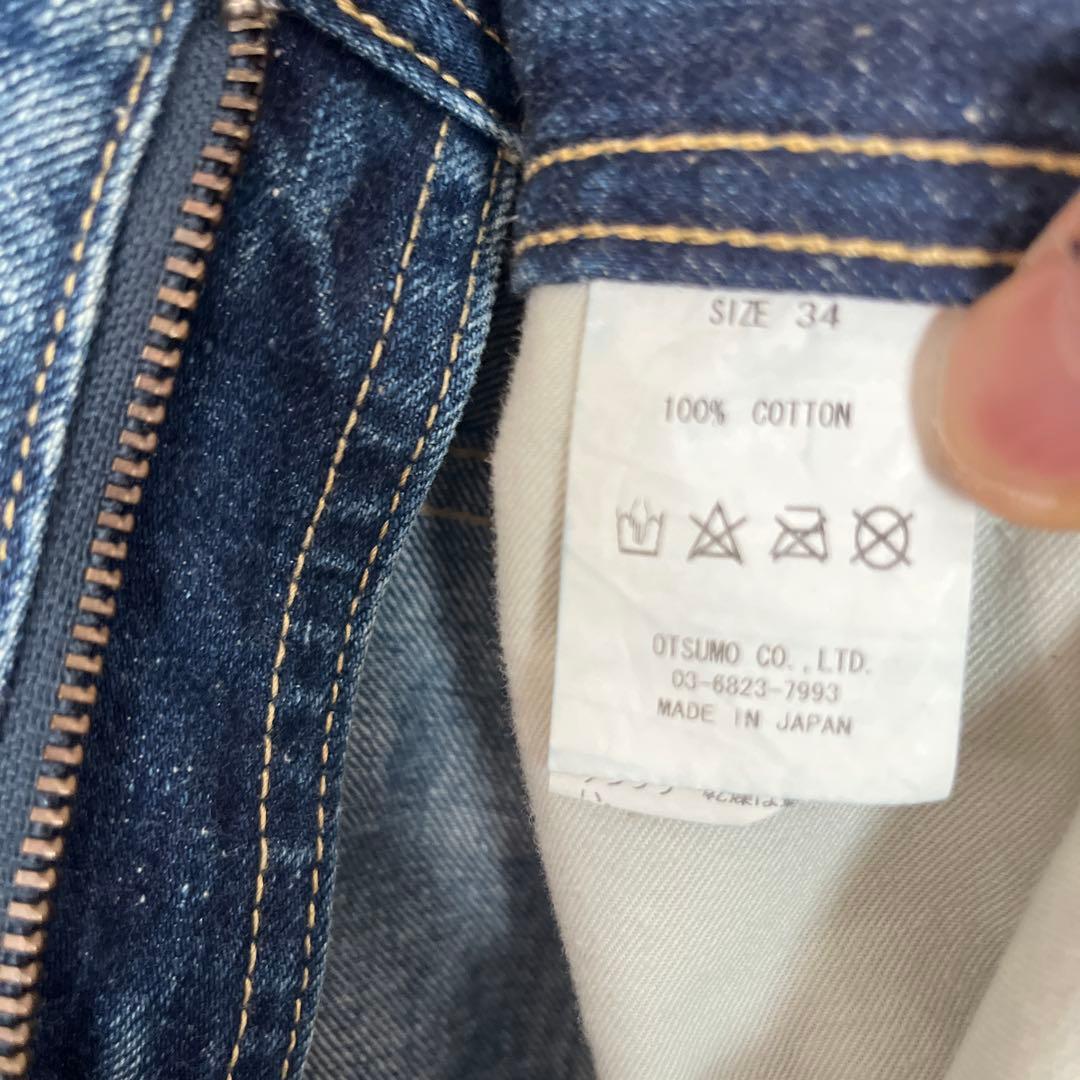 SIZE 34
100% COTTON
OTSUMO CO.,LTD.
03-6823-7993
MADE IN JAPAN